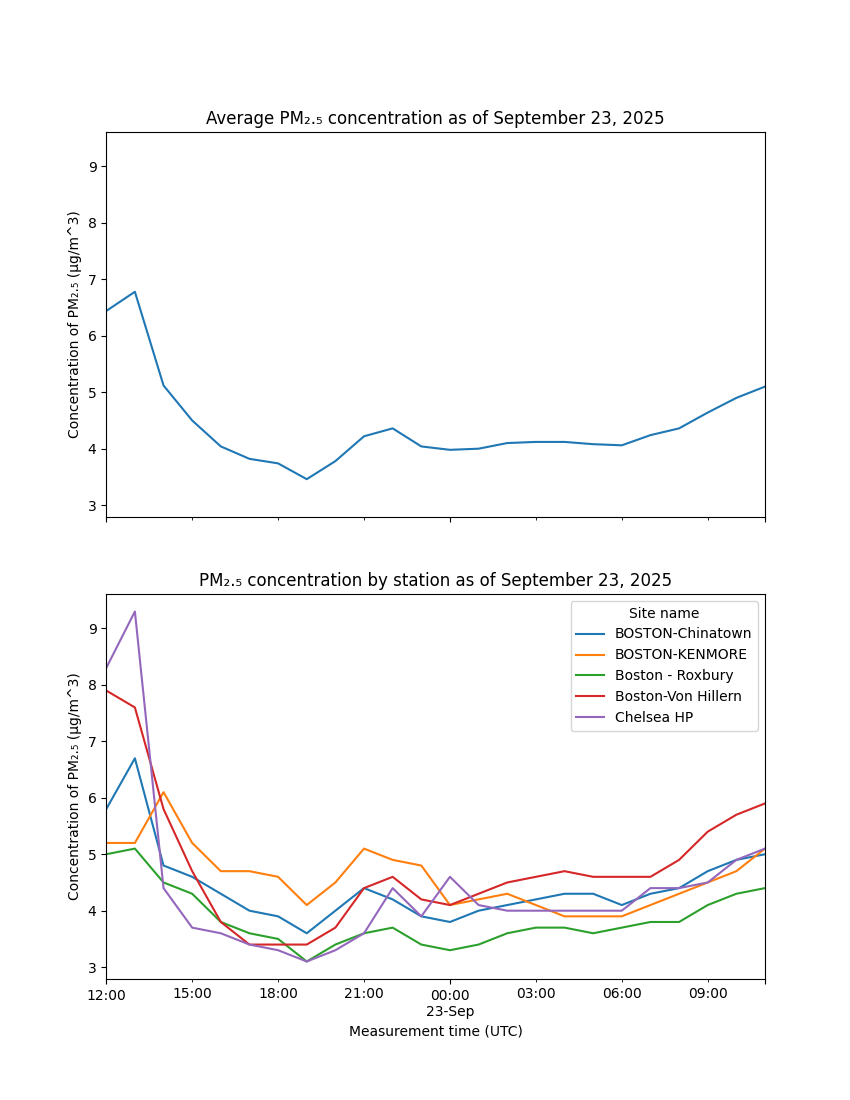 Average PM₂.₅ concentration as of September 23, 2025
Concentration of PM₂.₅ (µg/m^3)
9
8
7
6
5
4
3
PM₂.₅ concentration by station as of September 23, 2025
Concentration of PM₂.₅ (µg/m^3)
9
8
7
6
5
4
3
Site name
BOSTON-Chinatown
BOSTON-KENMORE
Boston - Roxbury
Boston-Von Hillern
Chelsea HP
12:00 15:00 18:00 21:00 00:00 03:00 06:00 09:00
23-Sep
Measurement time (UTC)